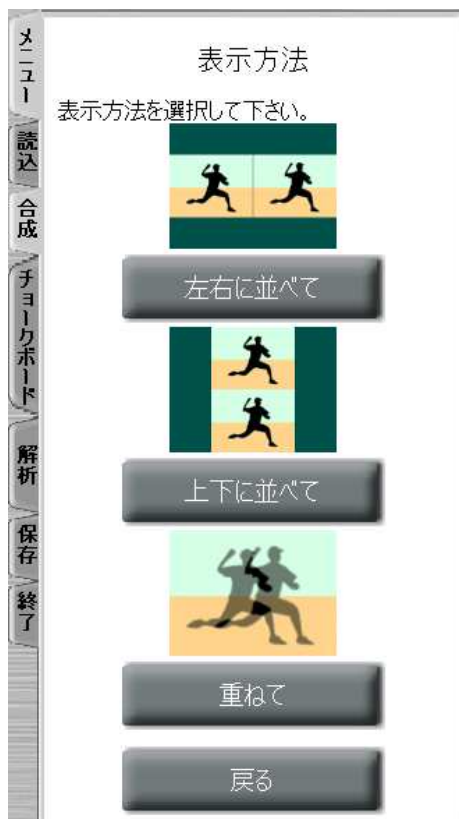 メニュー
読込
合成
チョークボード
解析
保存
終了
表示方法
表示方法を選択して下さい。
左右に並べて
上下に並べて
重ねて
戻る